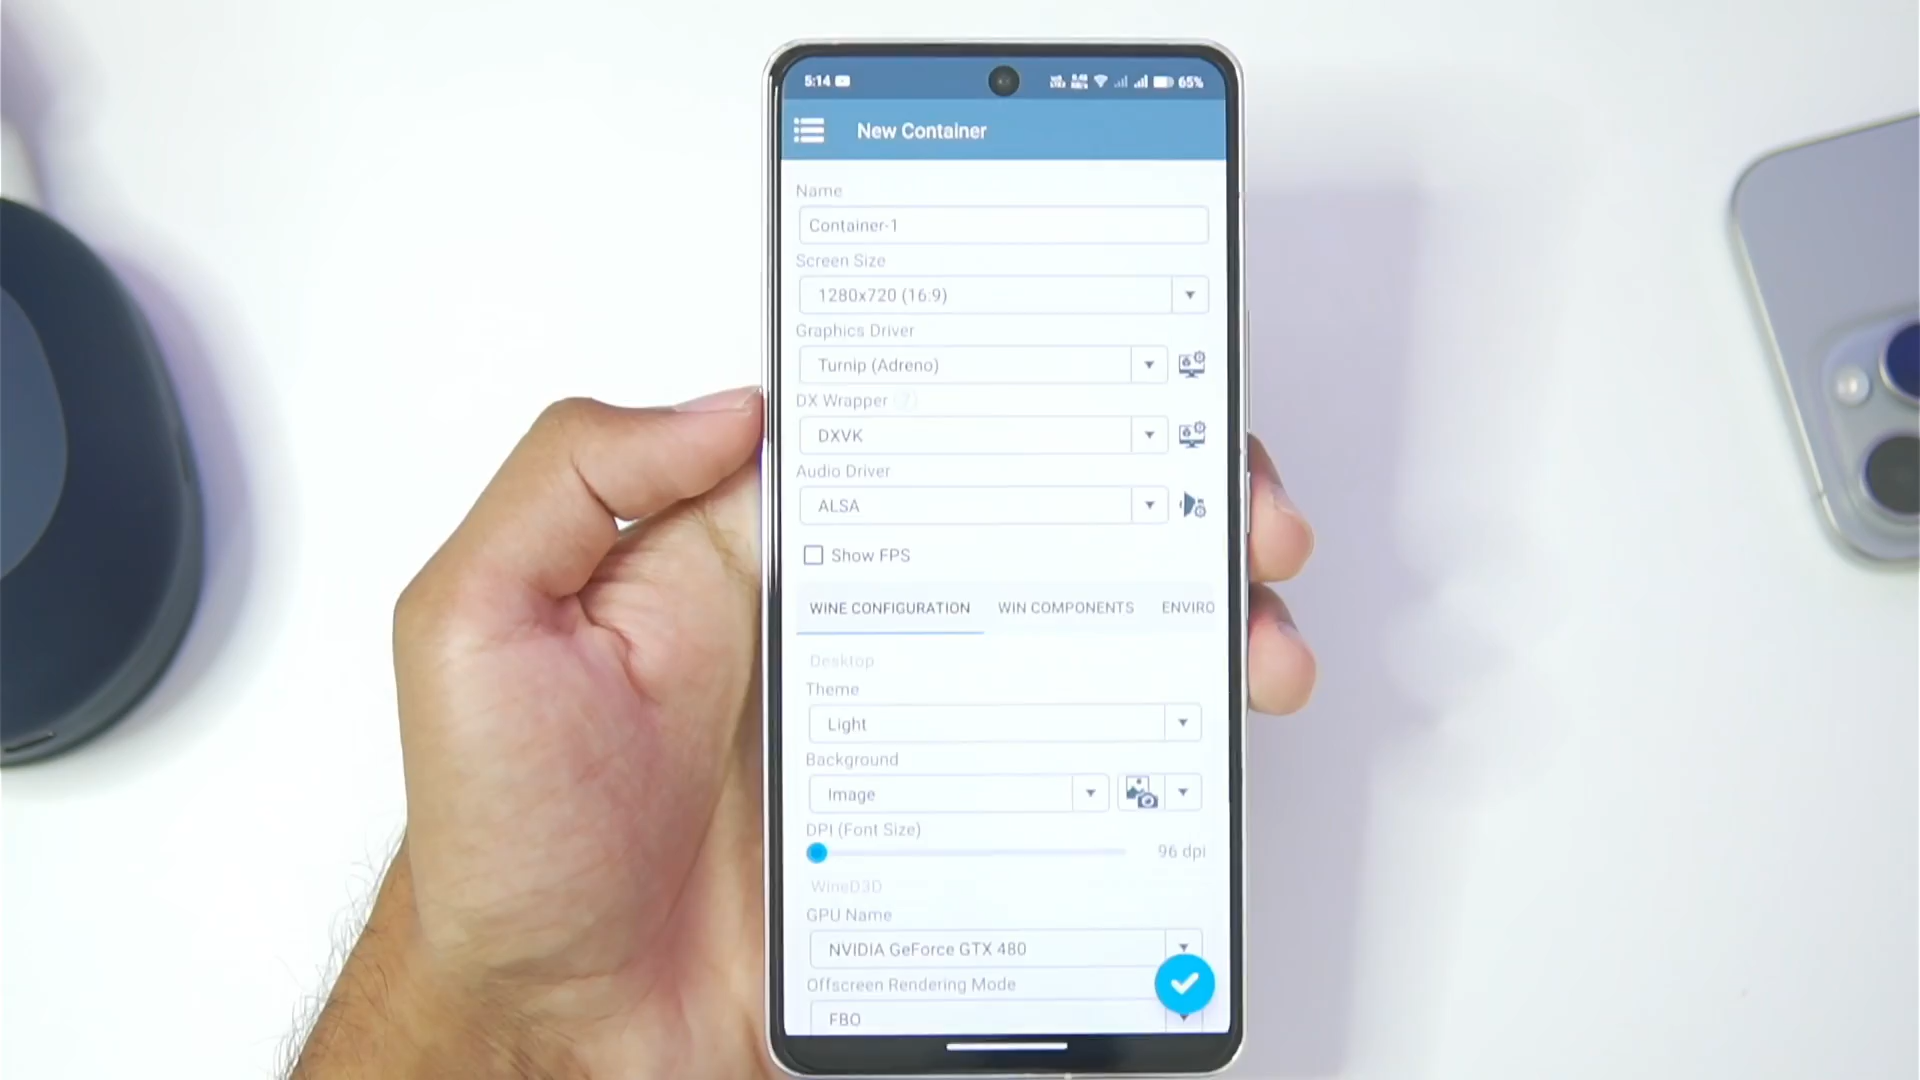 5:14
65%
New Container
Name
Container-1
Screen Size
1280x720 (16:9)
Graphics Driver
Turnip (Adreno)
DX Wrapper ?
DXVK
Audio Driver
ALSA
Show FPS
WINE CONFIGURATION WIN COMPONENTS ENVIRO
Desktop
Theme
Light
Background
Image
DPI (Font Size)
96 dpi
WineD3D
GPU Name
NVIDIA GeForce GTX 480
Offscreen Rendering Mode
FBO